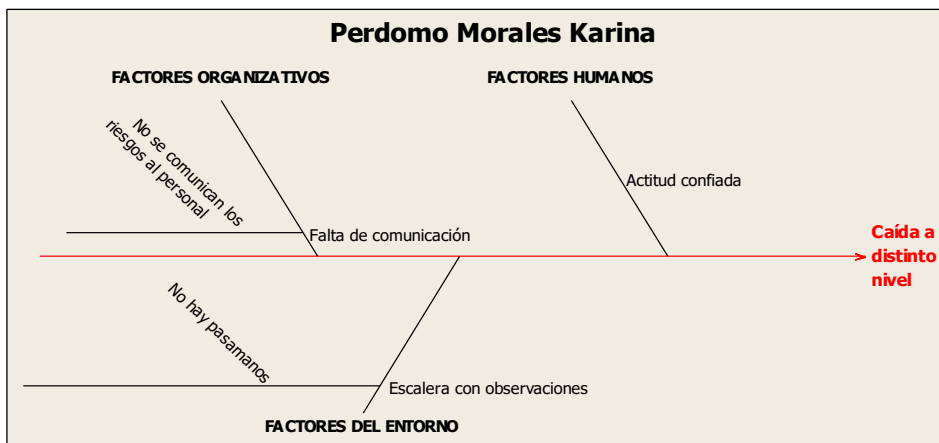 Perdomo Morales Karina
FACTORES ORGANIZATIVOS
FACTORES HUMANOS
No se comunican los
riesgos al personal
Actitud confiada
Falta de comunicación
Caída a
distinto
nivel
No hay pasamanos
Escalera con observaciones
FACTORES DEL ENTORNO